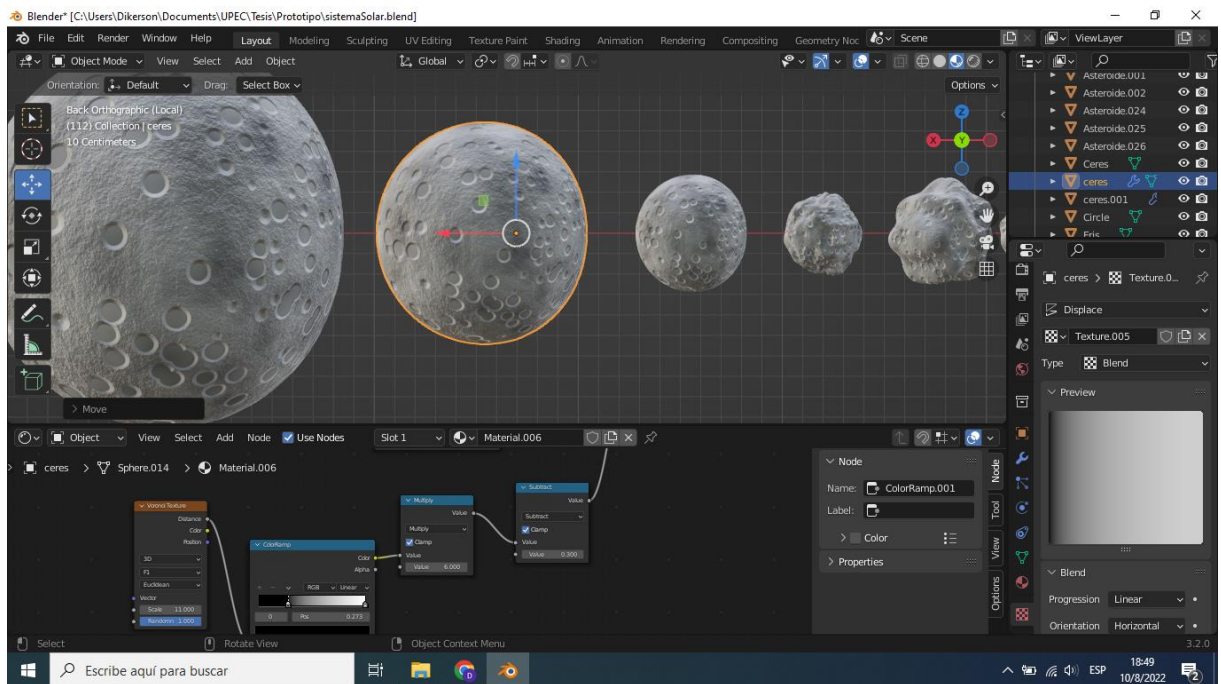 Blender* [C:\Users\Dikerson\Documents\UPEC\Tesis\Prototipo\sistemaSolar.blend]
File Edit Render Window Help Layout Modeling Sculpting UV Editing Texture Paint Shading Animation Rendering Compositing Geometry Noc Scene ViewLayer
Object Mode View Select Add Object Global
Orientation: Default Drag: Select Box Options
Back Orthographic (Local)
(112) Collection | ceres
10 Centimeters
Z
X
Y
> Move
Asteroide.001
Asteroide.002
Asteroide.024
Asteroide.025
Asteroide.026
Ceres
ceres
ceres.001
Circle
Eris
ceres > Texture.0...
Displace
Texture.005
Type Blend
Preview
Blend
Progression Linear
Orientation Horizontal
Object View Select Add Node Use Nodes Slot 1 Material.006
ceres > Sphere.014 > Material.006
Voronoi Texture
Distance
Color
Position
3D
F1
Euclidean
Vector
Scale 11.000
Randomn 1.000
ColorRamp
Color
Alpha
+ - RGB Linear
0 Pos 0.273
Multiply
Value
Multiply
Clamp
Value
Value 6.000
Subtract
Value
Subtract
Clamp
Value
Value 0.300
Node
Name: ColorRamp.001
Label:
> Color
> Properties
Node
Tool
View
Options
Select Rotate View Object Context Menu 3.2.0
Escribe aquí para buscar
ESP
18:49
10/8/2022
2